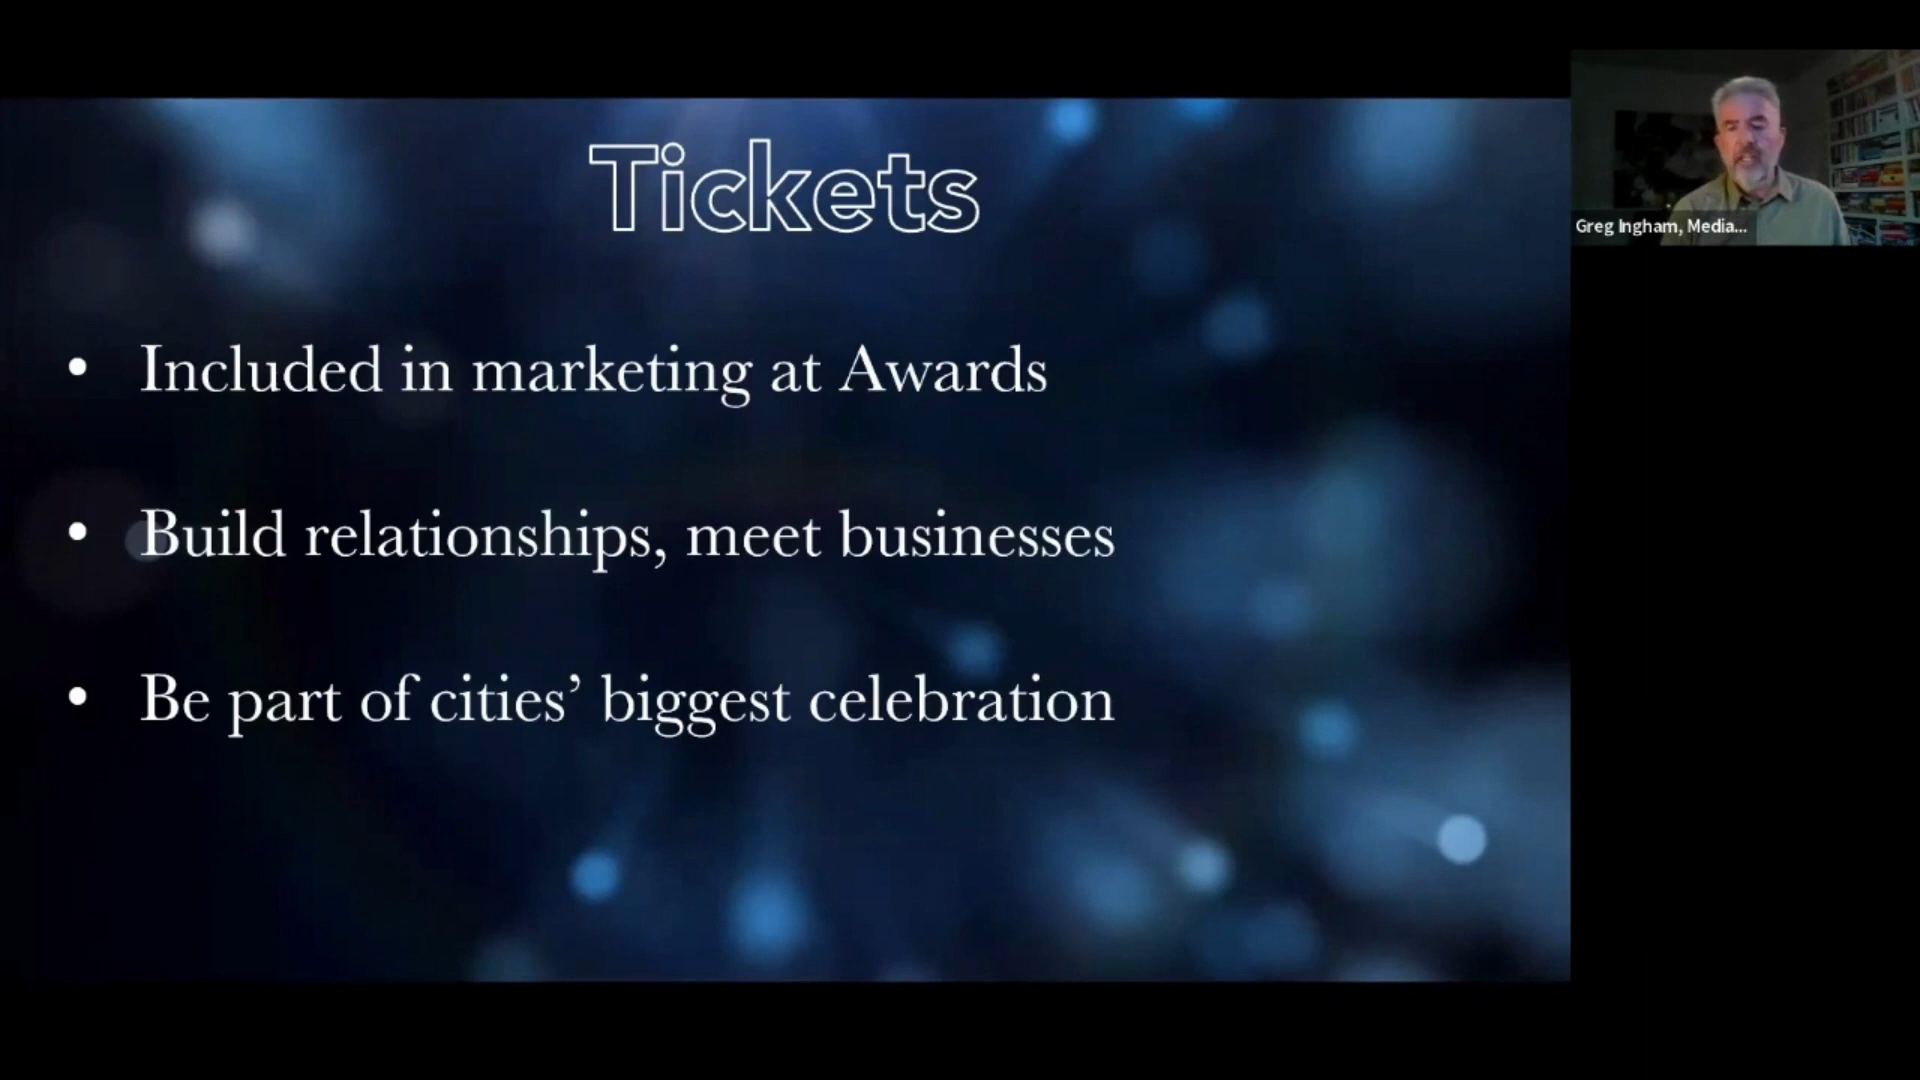 Tickets
Greg Ingham, Media...
• Included in marketing at Awards
• Build relationships, meet businesses
• Be part of cities’ biggest celebration